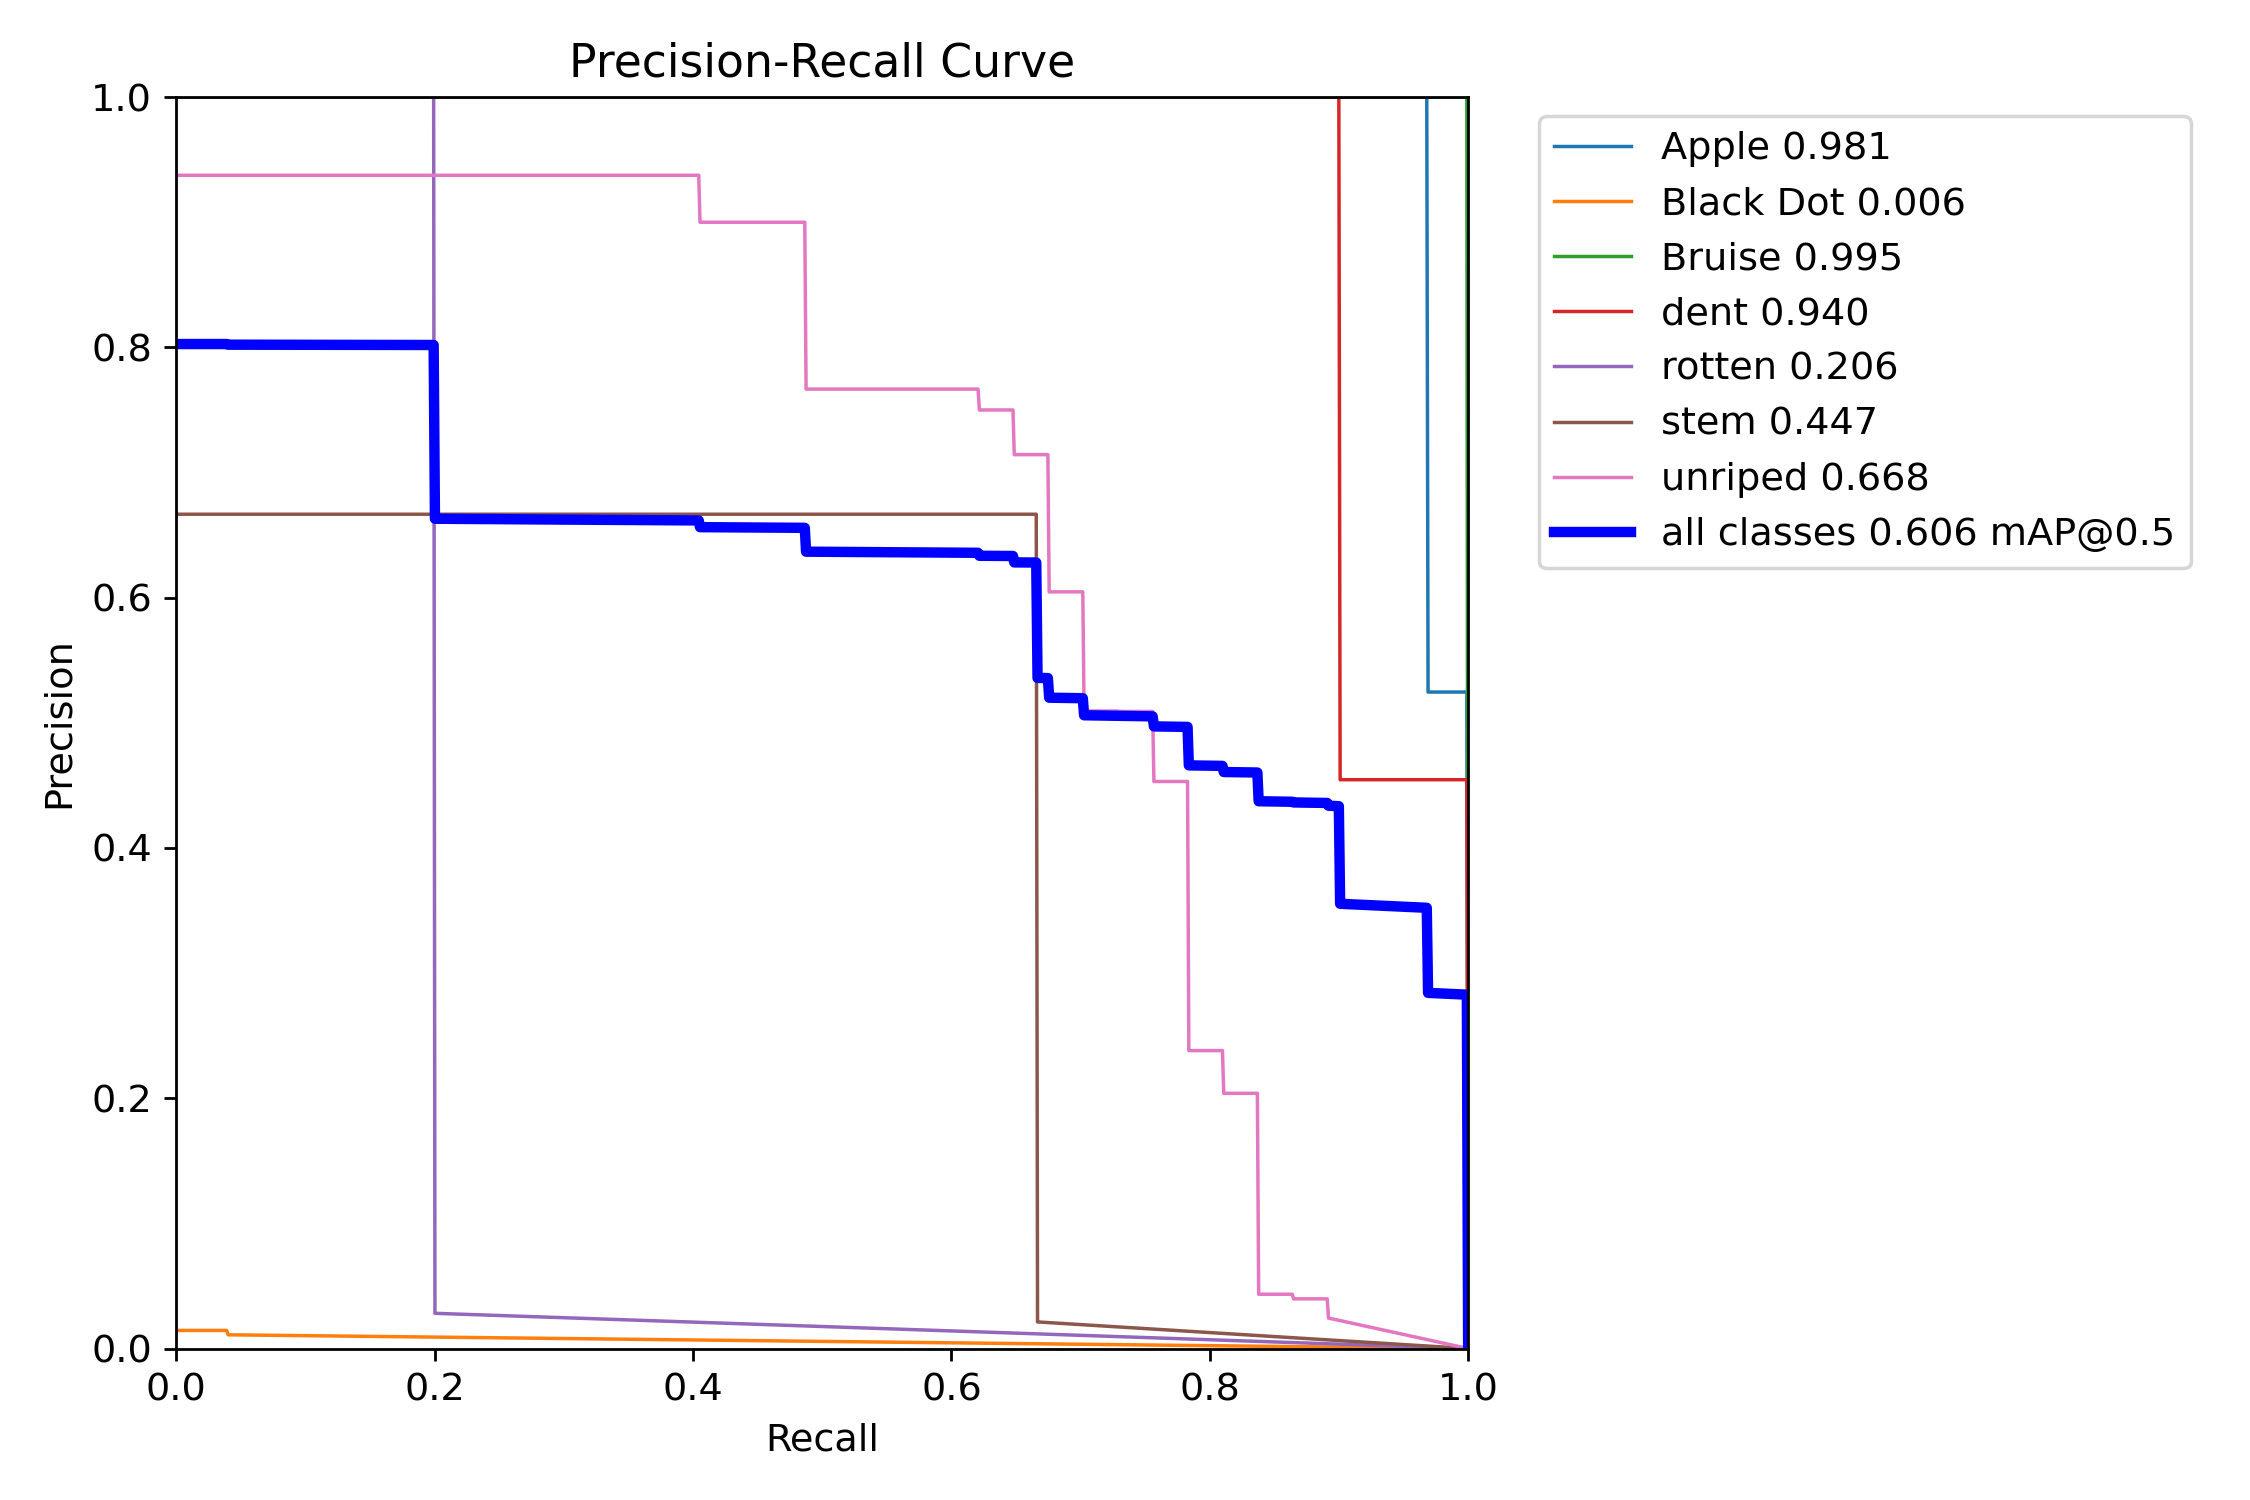 Precision-Recall Curve
1.0
0.8
0.6
0.4
0.2
0.0
Precision
0.0 0.2 0.4 0.6 0.8 1.0
Recall
Apple 0.981
Black Dot 0.006
Bruise 0.995
dent 0.940
rotten 0.206
stem 0.447
unriped 0.668
all classes 0.606 mAP@0.5